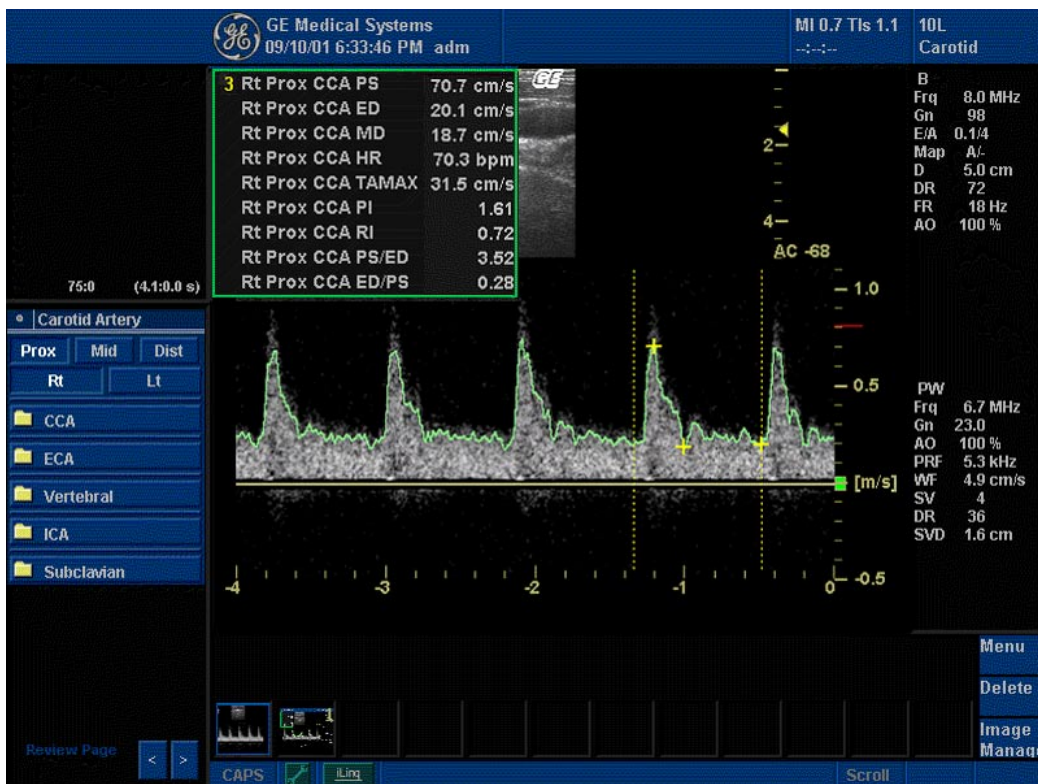 GE Medical Systems
09/10/01 6:33:46 PM adm
MI 0.7 TIs 1.1
--:--:--
10L
Carotid
3 Rt Prox CCA PS 70.7 cm/s
Rt Prox CCA ED 20.1 cm/s
Rt Prox CCA MD 18.7 cm/s
Rt Prox CCA HR 70.3 bpm
Rt Prox CCA TAMAX 31.5 cm/s
Rt Prox CCA PI 1.61
Rt Prox CCA RI 0.72
Rt Prox CCA PS/ED 3.52
Rt Prox CCA ED/PS 0.28
GE
2
4
AC -68
B
Frq 8.0 MHz
Gn 98
E/A 0.1/4
Map A/-
D 5.0 cm
DR 72
FR 18 Hz
AO 100 %
75:0 (4.1:0.0 s)
Carotid Artery
Prox Mid Dist
Rt Lt
CCA
ECA
Vertebral
ICA
Subclavian
1.0
0.5
[m/s]
-0.5
-4 -3 -2 -1 0
PW
Frq 6.7 MHz
Gn 23.0
AO 100 %
PRF 5.3 kHz
WF 4.9 cm/s
SV 4
DR 36
SVD 1.6 cm
Menu
Delete
Image
Manag
1
Review Page < >
CAPS iLinq Scroll